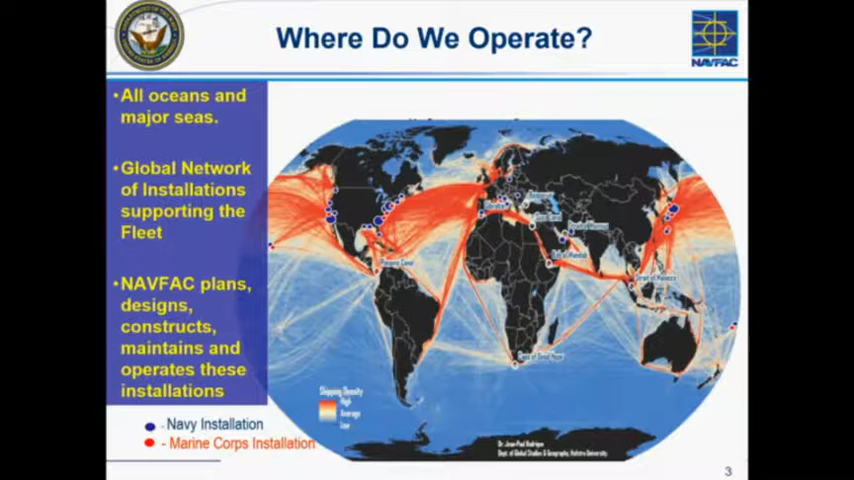 Where Do We Operate?
NAVFAC
•All oceans and
major seas.
•Global Network
of Installations
supporting the
Fleet
•NAVFAC plans,
designs,
constructs,
maintains and
operates these
installations
Gibraltar
Suez Canal
Strait of Hormuz
Bab el-Mandab
Panama Canal
Strait of Malacca
Cape of Good Hope
Shipping Density
High
Average
Low
- Navy Installation
- Marine Corps Installation
Dr. Jean-Paul Rodrigue
Dept. of Global Studies & Geography, Hofstra University
3